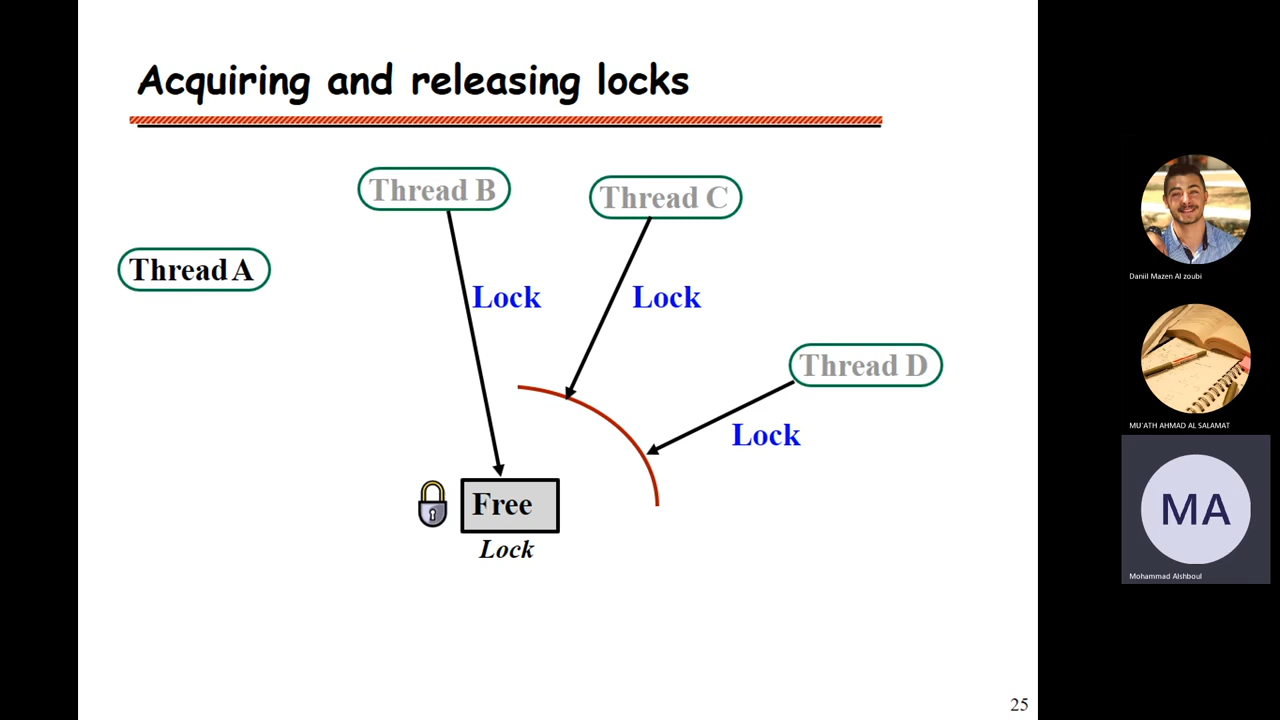 Acquiring and releasing locks
Thread B
Thread C
Thread A
Lock
Lock
Thread D
Lock
Free
Lock
25
Daniil Mazen Al zoubi
MU'ATH AHMAD AL SALAMAT
MA
Mohammad Alshboul